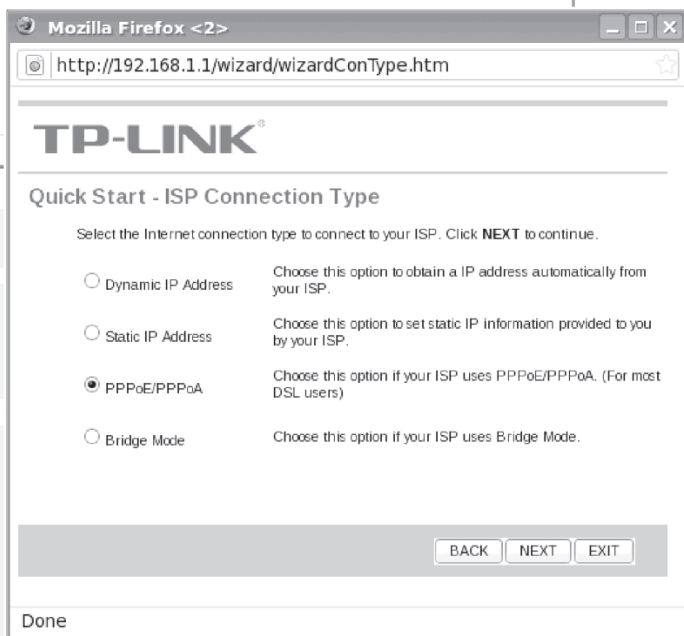 Mozilla Firefox <2>
http://192.168.1.1/wizard/wizardConType.htm
TP-LINK®
Quick Start - ISP Connection Type
Select the Internet connection type to connect to your ISP. Click NEXT to continue.
Dynamic IP Address
Choose this option to obtain a IP address automatically from
your ISP.
Static IP Address
Choose this option to set static IP information provided to you
by your ISP.
PPPoE/PPPoA
Choose this option if your ISP uses PPPoE/PPPoA. (For most
DSL users)
Bridge Mode
Choose this option if your ISP uses Bridge Mode.
BACK NEXT EXIT
Done